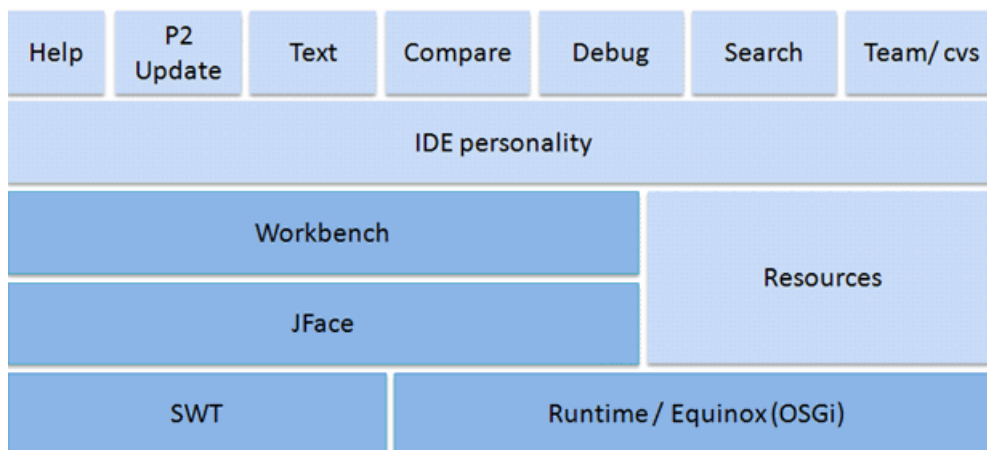 Help
P2
Update
Text
Compare
Debug
Search
Team/ cvs
IDE personality
Workbench
Resources
JFace
SWT
Runtime / Equinox (OSGi)